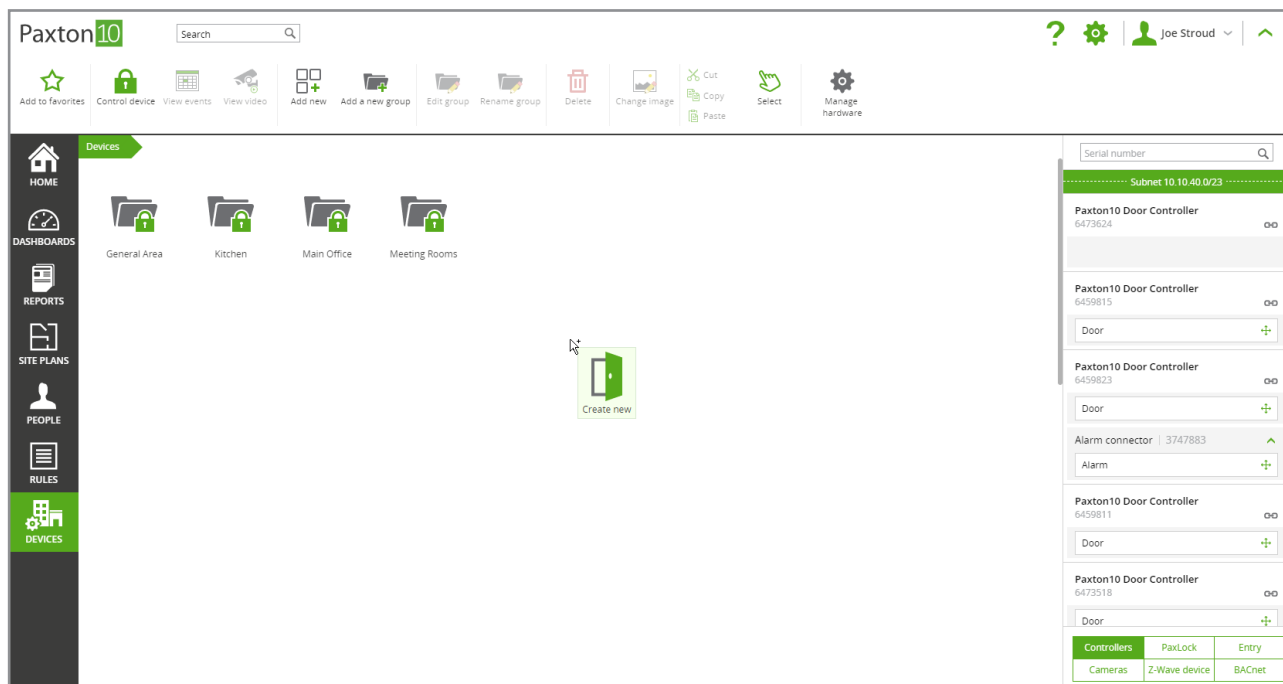 Paxton10
Search
Joe Stroud
Add to favorites
Control device
View events
View video
Add new
Add a new group
Edit group
Rename group
Delete
Change image
Cut
Copy
Paste
Select
Manage
hardware
HOME
DASHBOARDS
REPORTS
SITE PLANS
PEOPLE
RULES
DEVICES
Devices
General Area
Kitchen
Main Office
Meeting Rooms
Create new
Serial number
Subnet 10.10.40.0/23
Paxton10 Door Controller
6473624
Paxton10 Door Controller
6459815
Door
Paxton10 Door Controller
6459823
Door
Alarm connector | 3747883
Alarm
Paxton10 Door Controller
6459811
Door
Paxton10 Door Controller
6473518
Door
Controllers
PaxLock
Entry
Cameras
Z-Wave device
BACnet